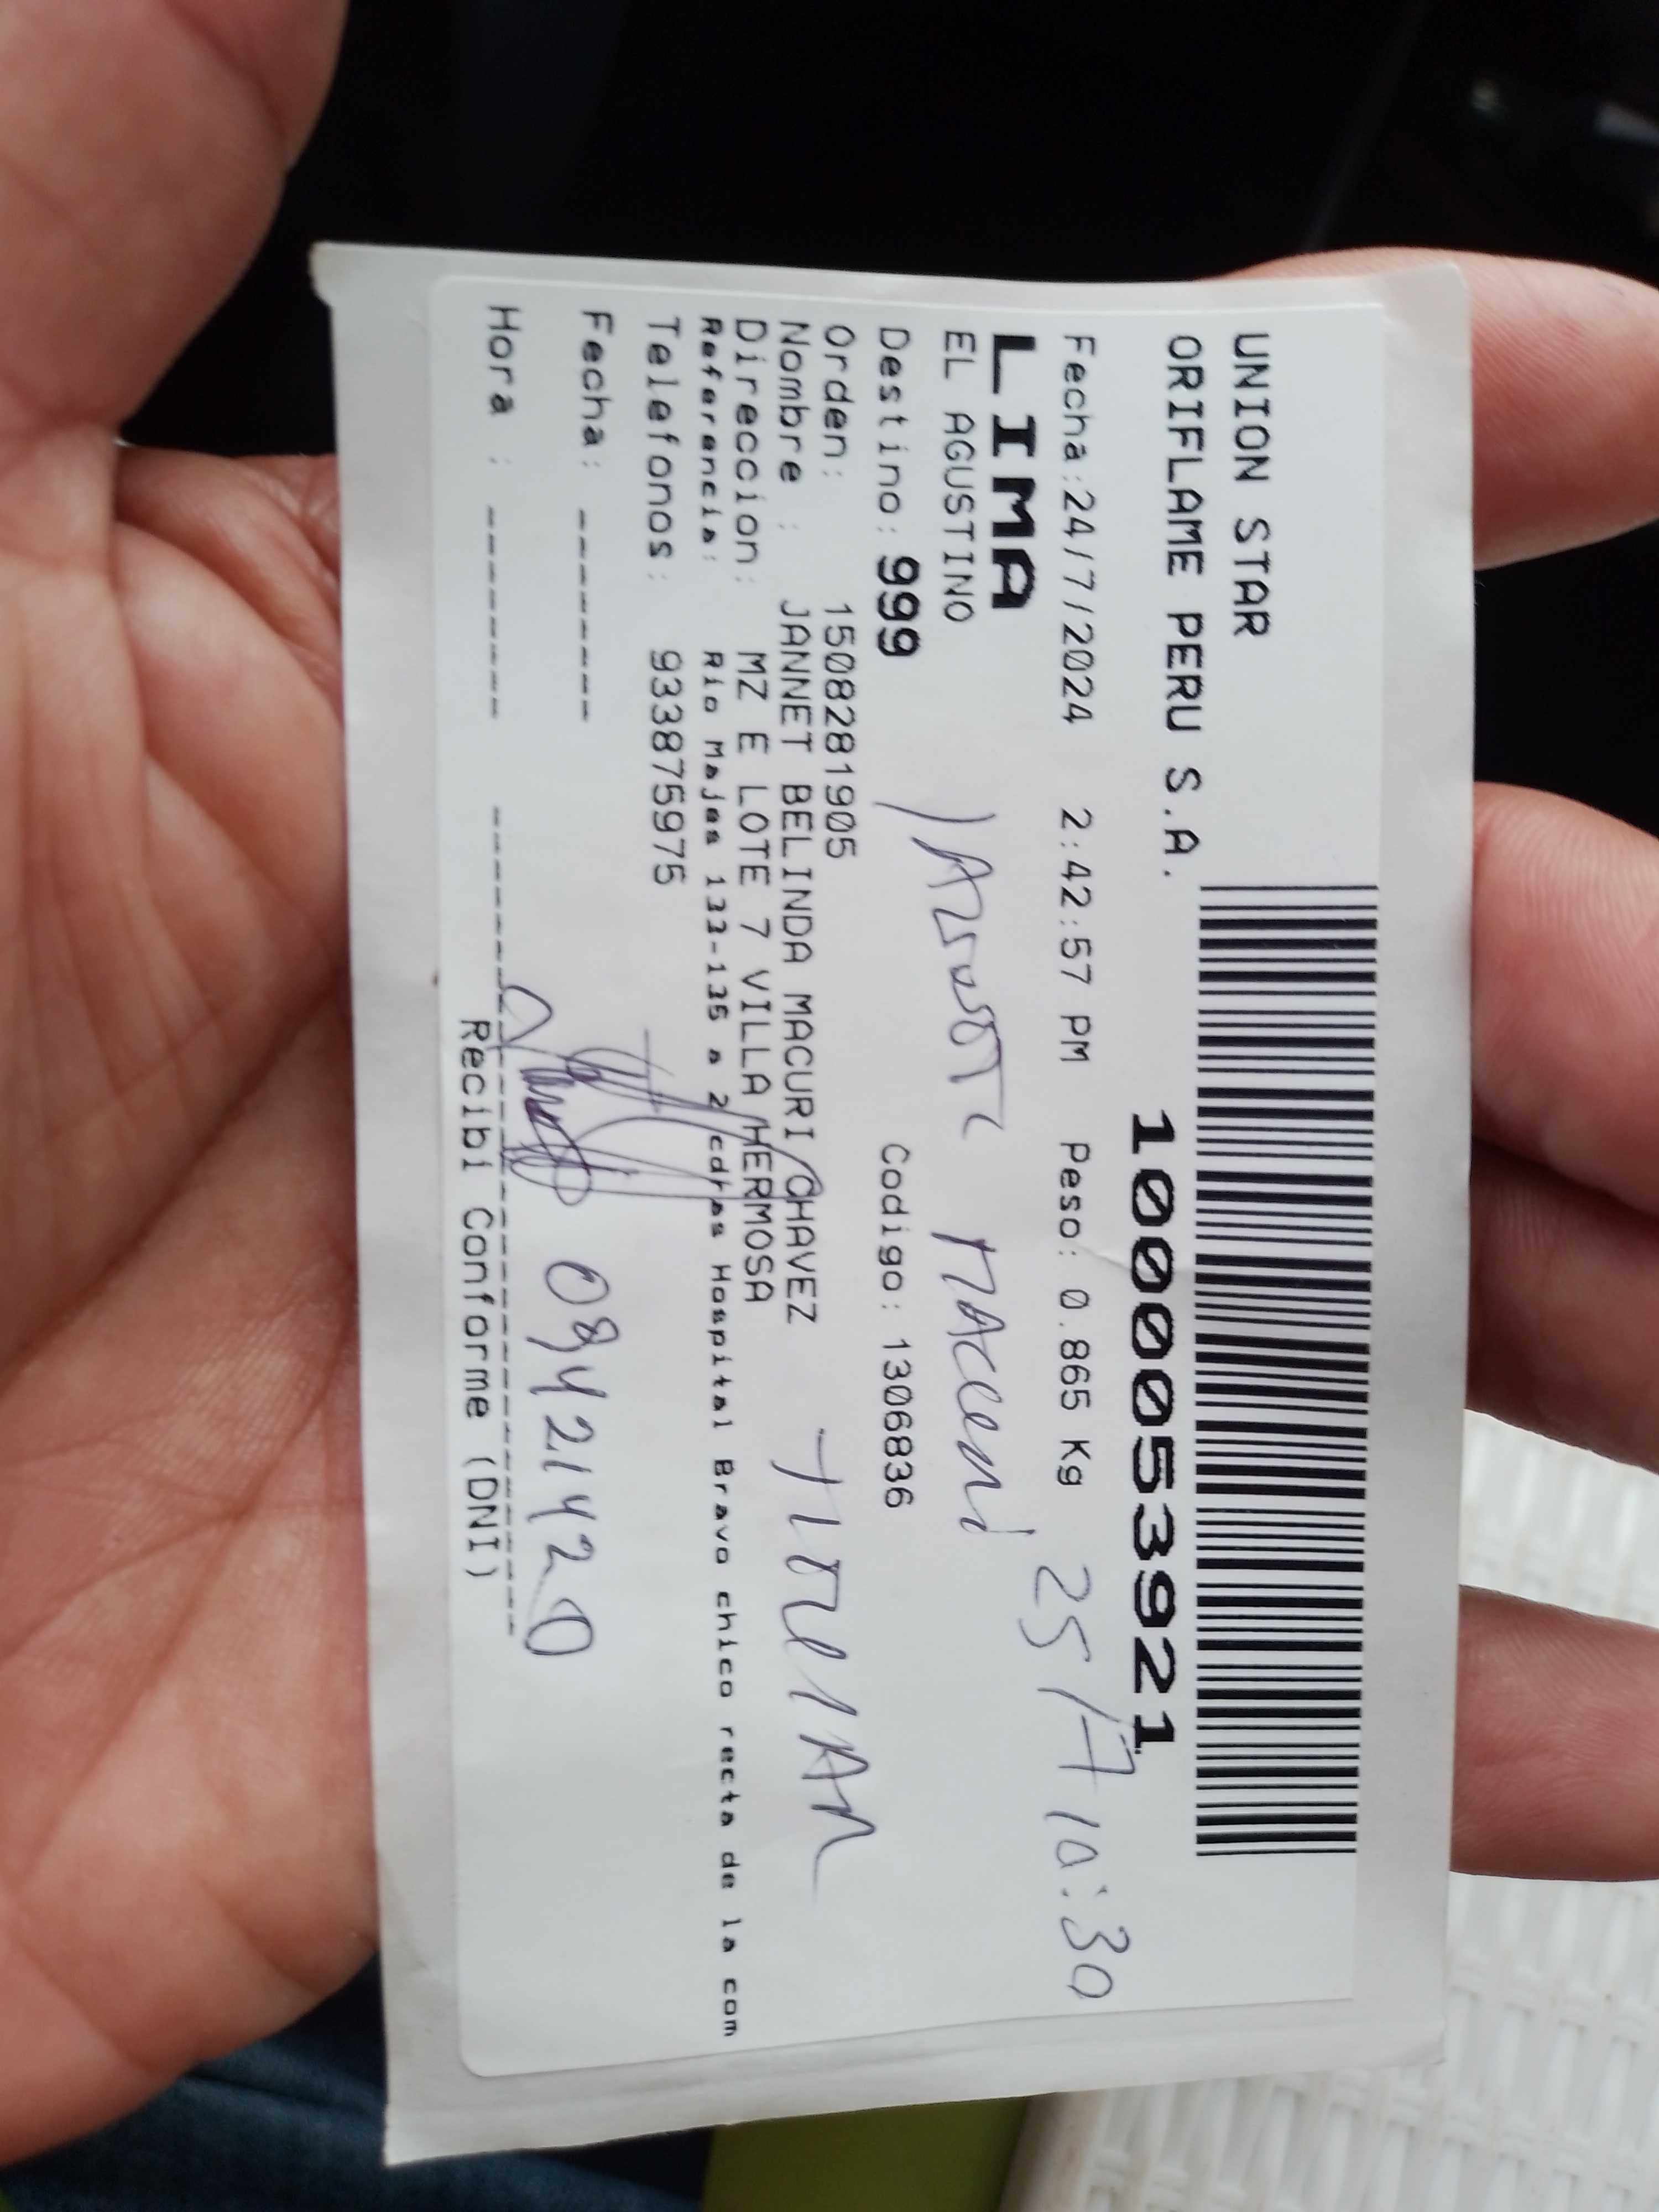 UNION STAR
ORIFLAME PERU S.A.
1000053921
Fecha:24/7/2024 2:42:57 PM Peso: 0.865 Kg
25/7 10:30
LIMA
EL AGUSTINO
Destino: 999 Codigo: 1306836
Orden: 1508281905
Nombre : JANNET BELINDA MACURI CHAVEZ
Direccion: MZ E LOTE 7 VILLA HERMOSA
Referencia: Rio Majes 133-135 a 2 cdras Hospital Bravo chico recta de la com
Telefonos: 933875975
Fecha: -------
Hora : -------
09421420
Recibi Conforme (DNI)